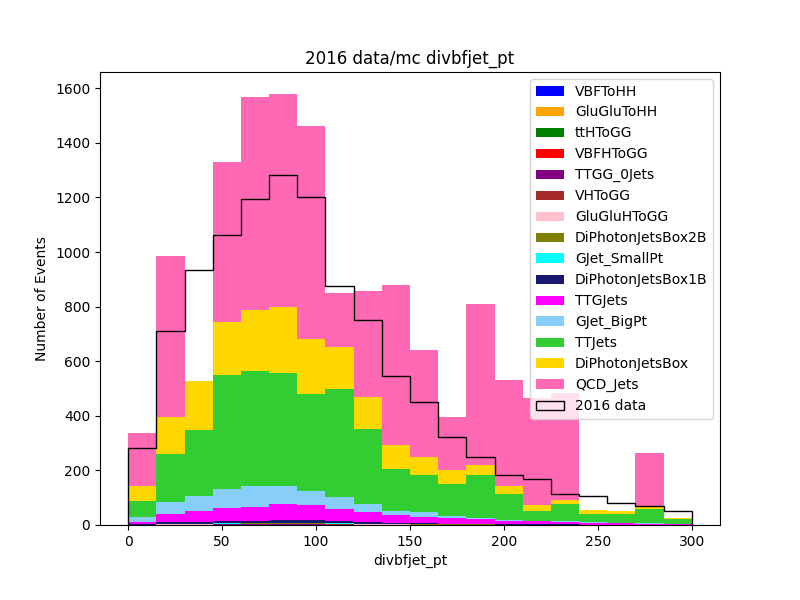 2016 data/mc divbfjet_pt
Number of Events
1600
1400
1200
1000
800
600
400
200
0
0
50
100
150
200
250
300
divbfjet_pt
VBFToHH
GluGluToHH
ttHToGG
VBFHToGG
TTGG_0Jets
VHToGG
GluGluHToGG
DiPhotonJetsBox2B
GJet_SmallPt
DiPhotonJetsBox1B
TTGJets
GJet_BigPt
TTJets
DiPhotonJetsBox
QCD_Jets
2016 data